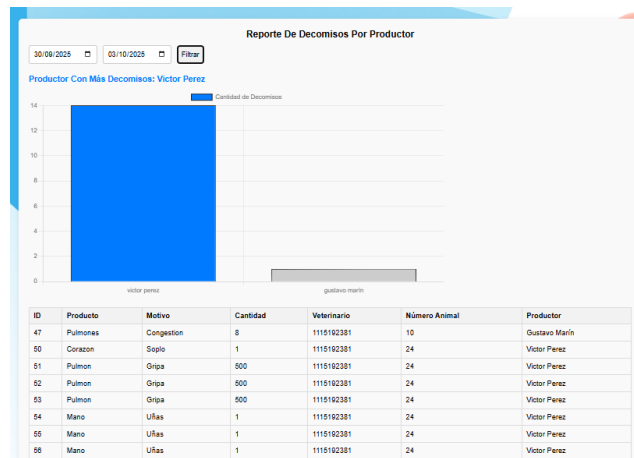 Reporte De Decomisos Por Productor
30/09/2025 03/10/2025 Filtrar
Productor Con Más Decomisos: Victor Perez
Cantidad de Decomisos
14
12
10
8
6
4
2
0
victor perez gustavo marín
ID Producto Motivo Cantidad Veterinario Número Animal Productor
47 Pulmones Congestion 8 1115192381 10 Gustavo Marín
50 Corazon Soplo 1 1115192381 24 Victor Perez
51 Pulmon Gripa 500 1115192381 24 Victor Perez
52 Pulmon Gripa 500 1115192381 24 Victor Perez
53 Pulmon Gripa 500 1115192381 24 Victor Perez
54 Mano Uñas 1 1115192381 24 Victor Perez
55 Mano Uñas 1 1115192381 24 Victor Perez
56 Mano Uñas 1 1115192381 24 Victor Perez